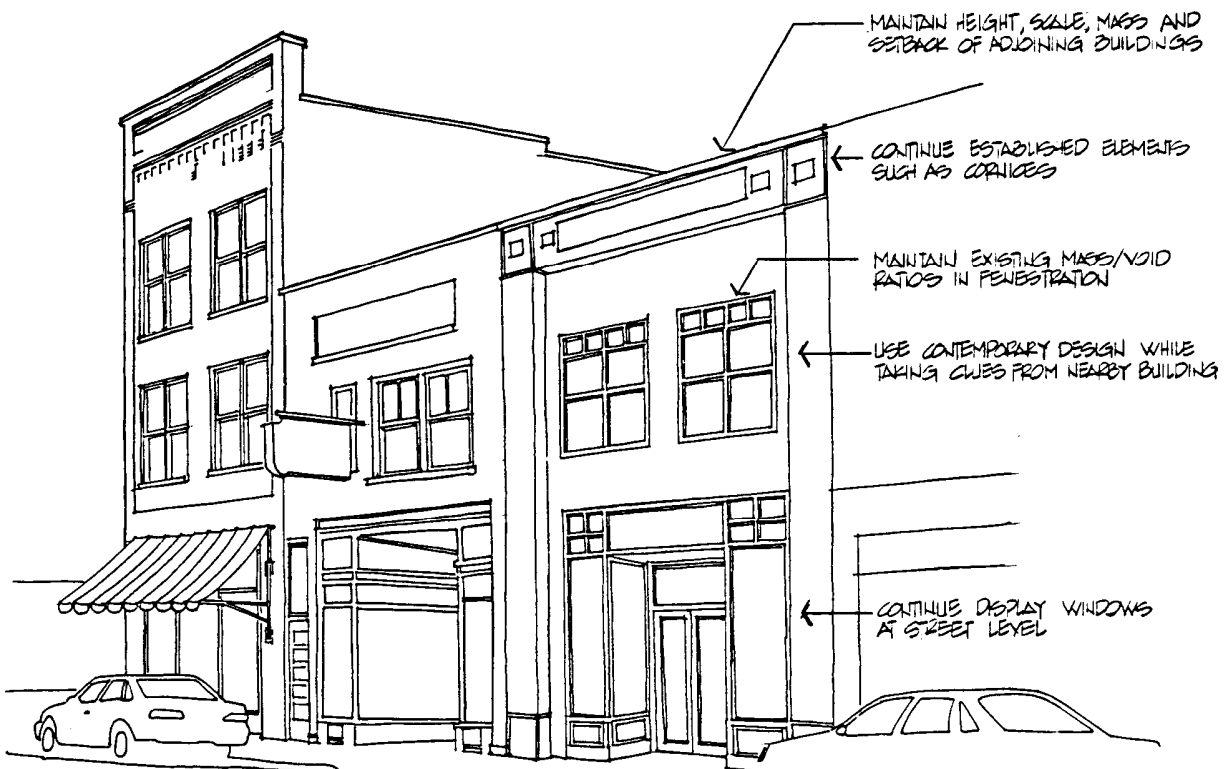 MAINTAIN HEIGHT, SCALE, MASS AND
SETBACK OF ADJOINING BUILDINGS
CONTINUE ESTABLISHED ELEMENTS
SUCH AS CORNICES
MAINTAIN EXISTING MASS/VOID
RATIOS IN FENESTRATION
USE CONTEMPORARY DESIGN WHILE
TAKING CLUES FROM NEARBY BUILDING
CONTINUE DISPLAY WINDOWS
AT STREET LEVEL